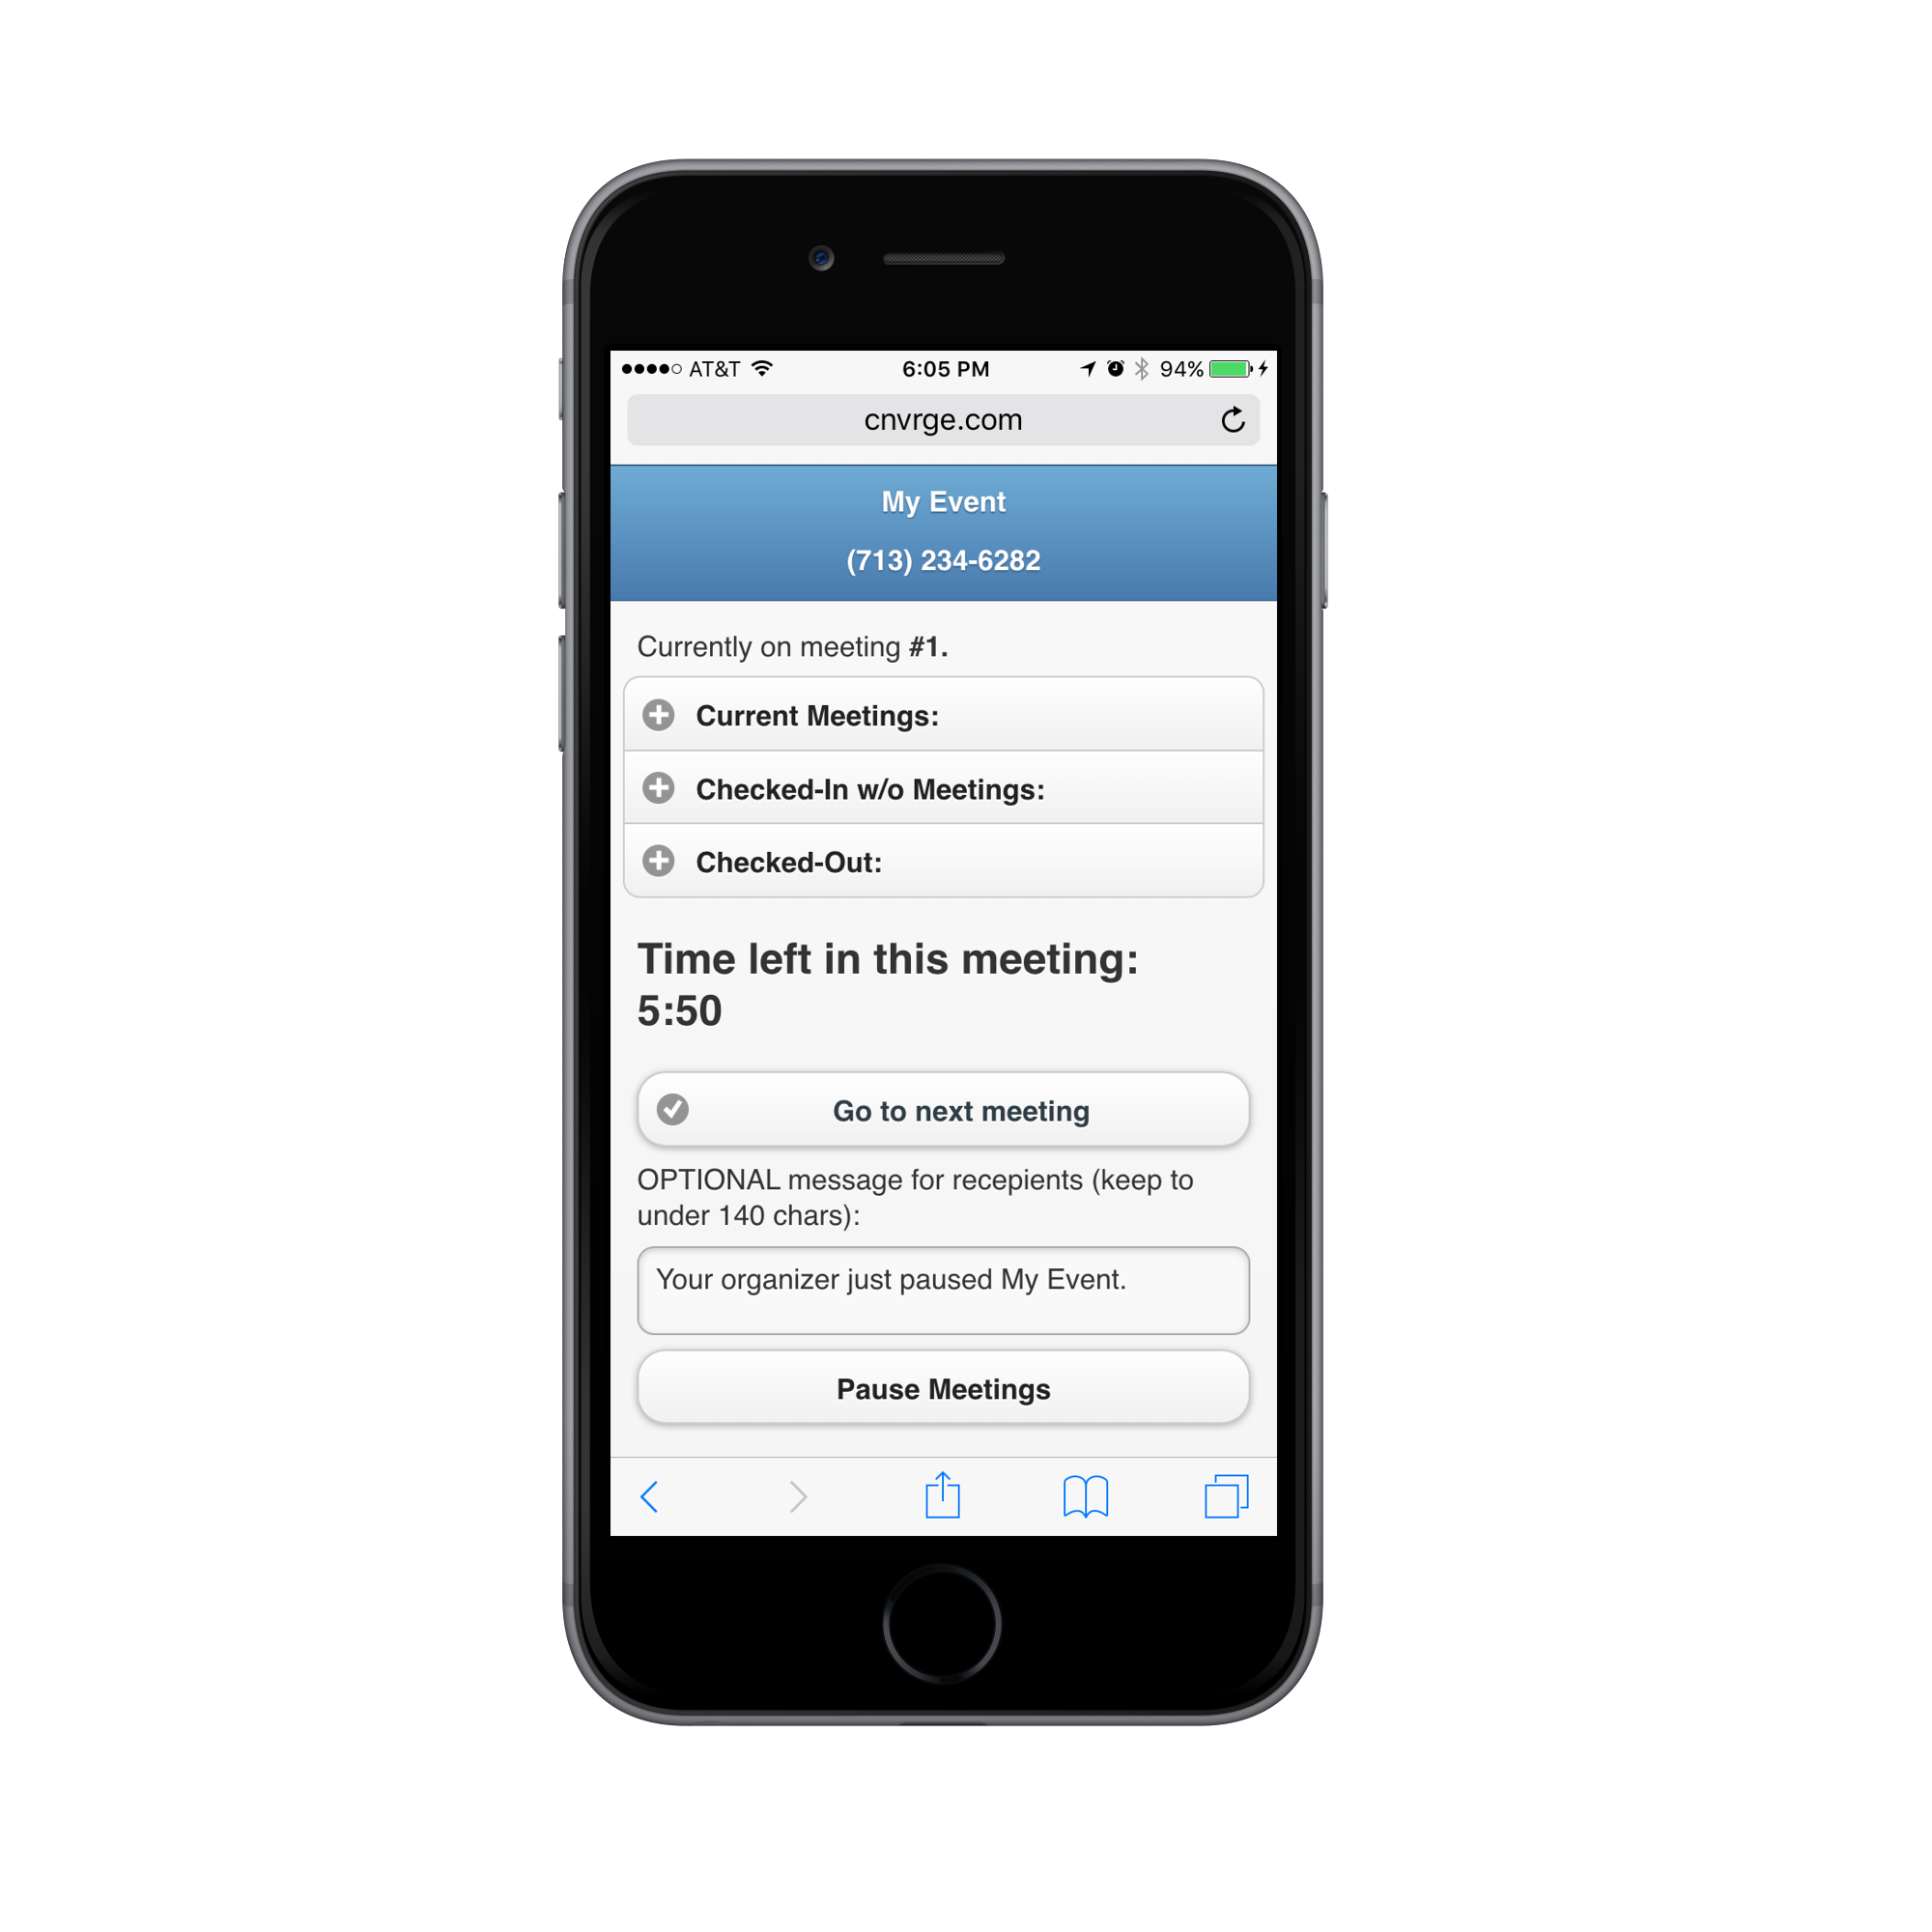 AT&T 6:05 PM 94%
cnvrge.com
My Event
(713) 234-6282
Currently on meeting #1.
Current Meetings:
Checked-In w/o Meetings:
Checked-Out:
Time left in this meeting:
5:50
Go to next meeting
OPTIONAL message for recepients (keep to
under 140 chars):
Your organizer just paused My Event.
Pause Meetings